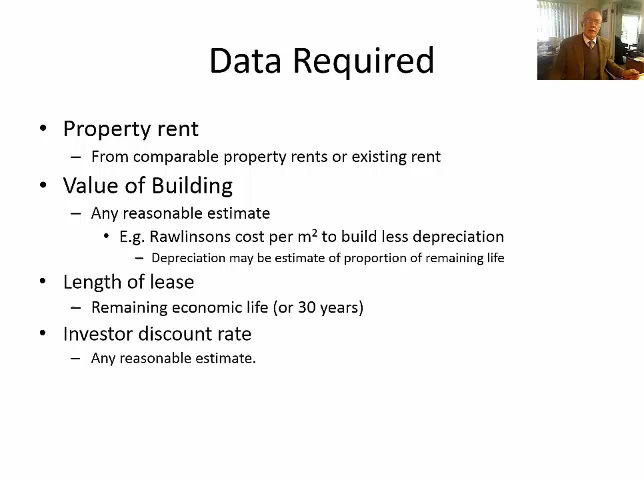 Data Required
• Property rent
– From comparable property rents or existing rent
• Value of Building
– Any reasonable estimate
• E.g. Rawlinsons cost per m² to build less depreciation
– Depreciation may be estimate of proportion of remaining life
• Length of lease
– Remaining economic life (or 30 years)
• Investor discount rate
– Any reasonable estimate.